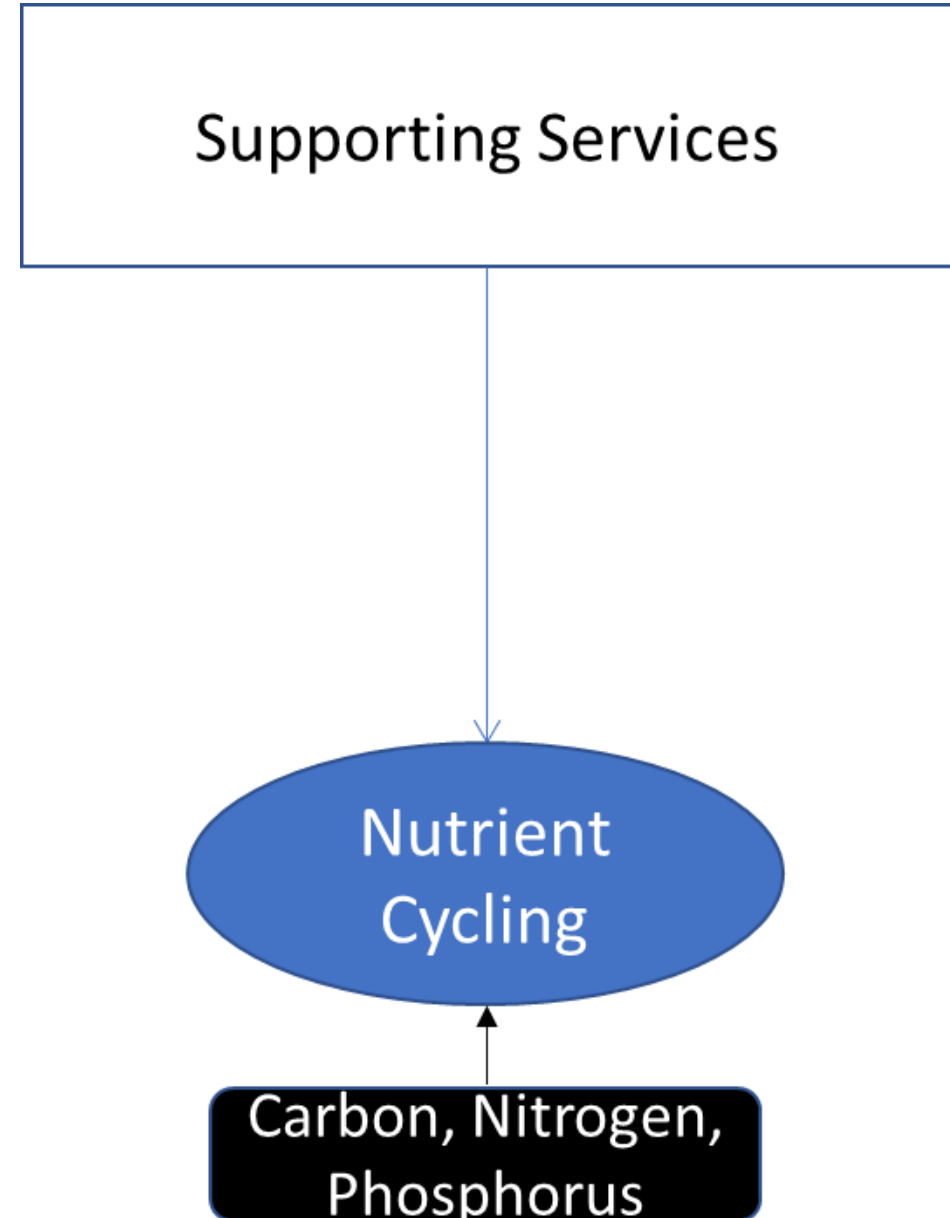 Supporting Services
Nutrient
Cycling
Carbon, Nitrogen,
Phosphorus